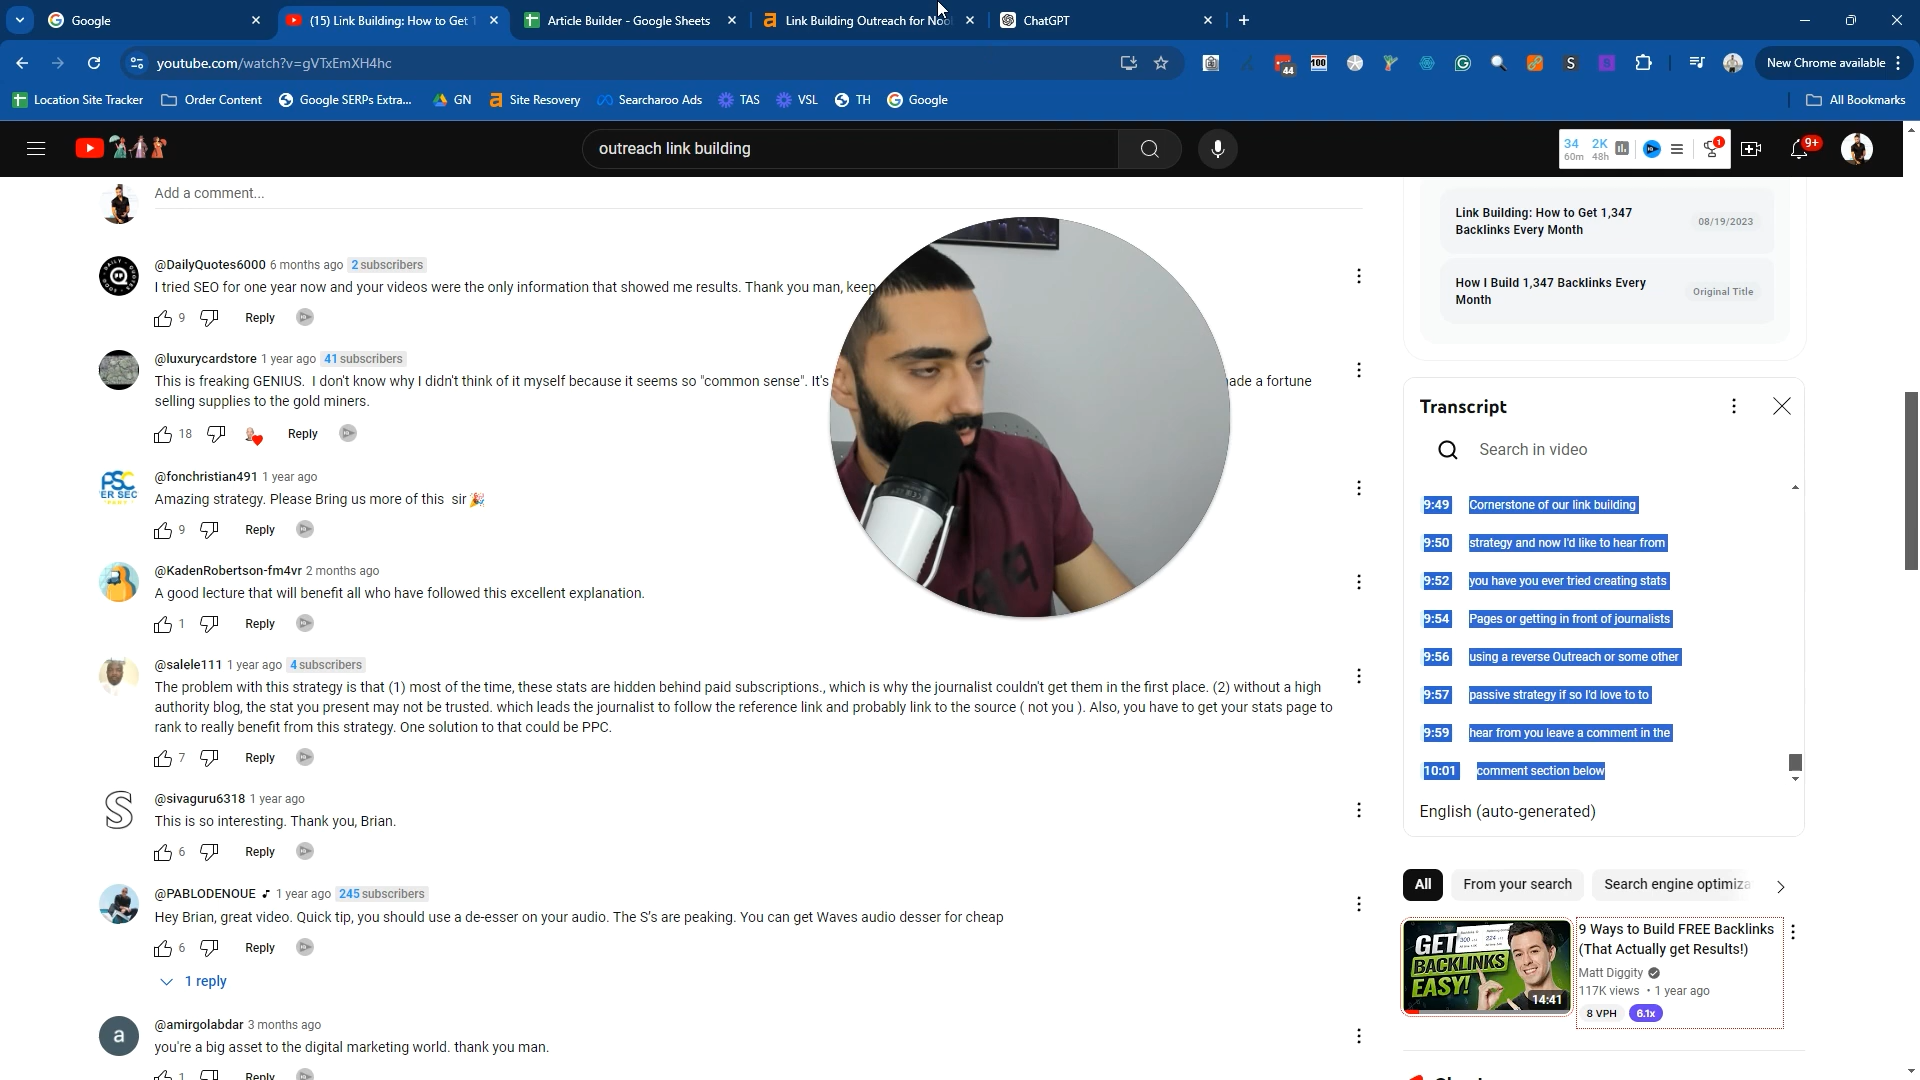 Google
(15) Link Building: How to Get
Article Builder - Google Sheets
Link Building Outreach for Noo
ChatGPT
youtube.com/watch?v=gVTxEmXH4hc
44
100
S
New Chrome available
Location Site Tracker
Order Content
Google SERPs Extra...
GN
Site Recovery
Searcharoo Ads
TAS
VSL
TH
Google
All Bookmarks
outreach link building
34
60m
2K
48h
1
9+
Add a comment...
@DailyQuotes6000 6 months ago 2 subscribers
I tried SEO for one year now and your videos were the only information that showed me results. Thank you man, keep
9 Reply
@luxurycardstore 1 year ago 41 subscribers
This is freaking GENIUS. I don't know why I didn't think of it myself because it seems so "common sense". It's ade a fortune
selling supplies to the gold miners.
18 Reply
PSC
ER SEC
@fonchristian491 1 year ago
Amazing strategy. Please Bring us more of this sir🎉
9 Reply
@KadenRobertson-fm4vr 2 months ago
A good lecture that will benefit all who have followed this excellent explanation.
1 Reply
@salele111 1 year ago 4 subscribers
The problem with this strategy is that (1) most of the time, these stats are hidden behind paid subscriptions., which is why the journalist couldn't get them in the first place. (2) without a high
authority blog, the stat you present may not be trusted. which leads the journalist to follow the reference link and probably link to the source ( not you ). Also, you have to get your stats page to
rank to really benefit from this strategy. One solution to that could be PPC.
7 Reply
S
@sivaguru6318 1 year ago
This is so interesting. Thank you, Brian.
6 Reply
@PABLODENOUE 1 year ago 245 subscribers
Hey Brian, great video. Quick tip, you should use a de-esser on your audio. The S's are peaking. You can get Waves audio desser for cheap
6 Reply
1 reply
a
@amirgolabdar 3 months ago
you're a big asset to the digital marketing world. thank you man.
1 Reply
Link Building: How to Get 1,347
Backlinks Every Month
08/19/2023
How I Build 1,347 Backlinks Every
Month
Original Title
Transcript
Search in video
9:49 Cornerstone of our link building
9:50 strategy and now I'd like to hear from
9:52 you have you ever tried creating stats
9:54 Pages or getting in front of journalists
9:56 using a reverse Outreach or some other
9:57 passive strategy if so I'd love to to
9:59 hear from you leave a comment in the
10:01 comment section below
English (auto-generated)
All
From your search
Search engine optimiza
GET
BACKLINKS
EASY!
14:41
9 Ways to Build FREE Backlinks
(That Actually get Results!)
Matt Diggity
117K views • 1 year ago
8 VPH 6.1x